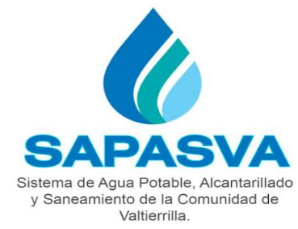 SAPASVA
Sistema de Agua Potable, Alcantarillado
y Saneamiento de la Comunidad de
Valtierrilla.